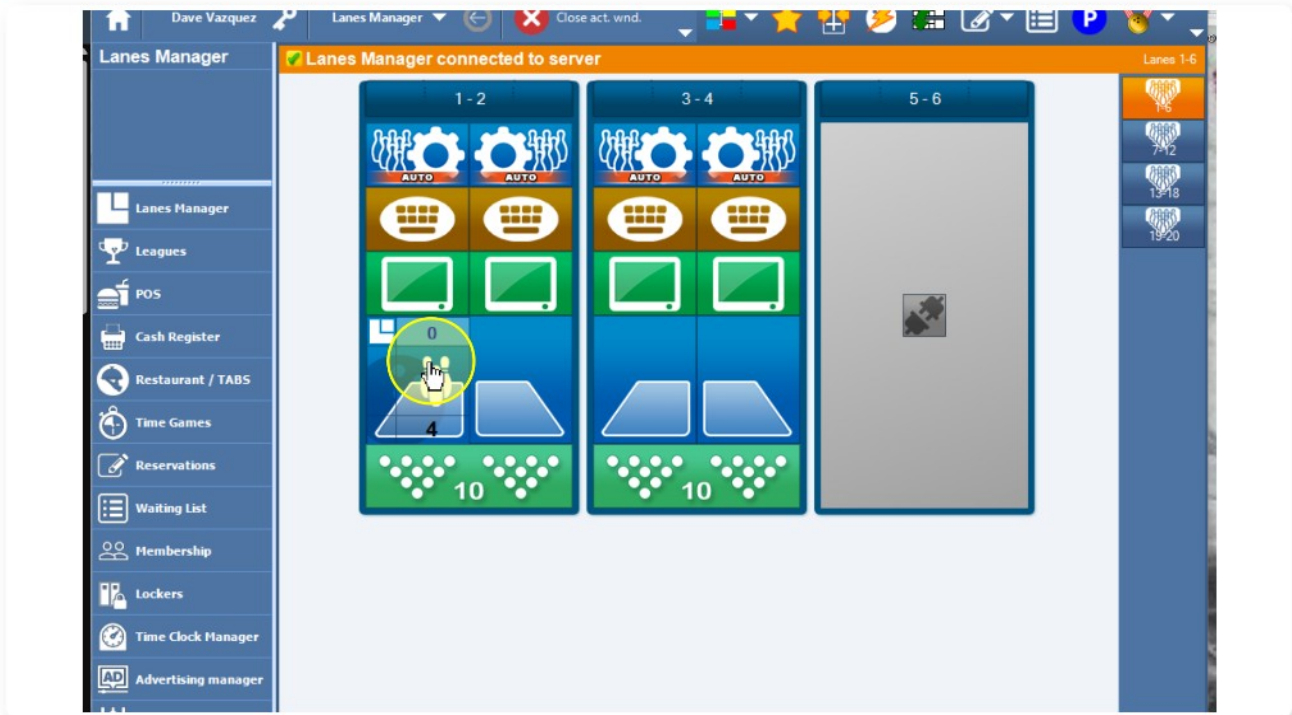 Dave Vazquez
Lanes Manager
Close act. wnd.
P
Lanes Manager
Lanes Manager connected to server
Lanes 1-6
1 - 2
3 - 4
5 - 6
1-6
7-12
13-18
19-20
AUTO
AUTO
AUTO
AUTO
Lanes Manager
Leagues
POS
Cash Register
Restaurant / TABS
Time Games
Reservations
Waiting List
Membership
Lockers
Time Clock Manager
AD
Advertising manager
0
4
10
10